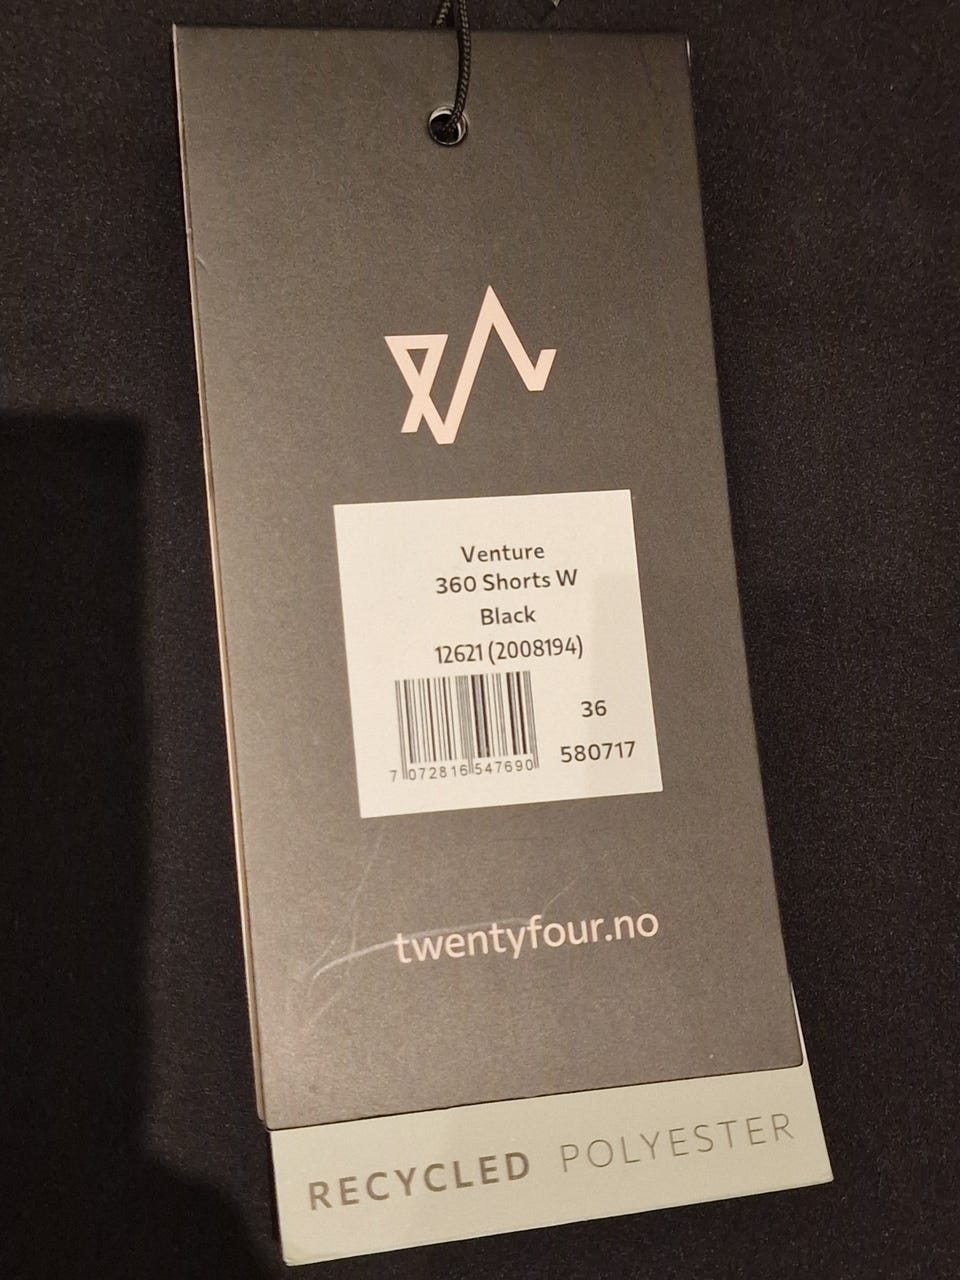 Venture
360 Shorts W
Black
12621 (2008194)
36
580717
7 072816 547690
twentyfour.no
RECYCLED POLYESTER